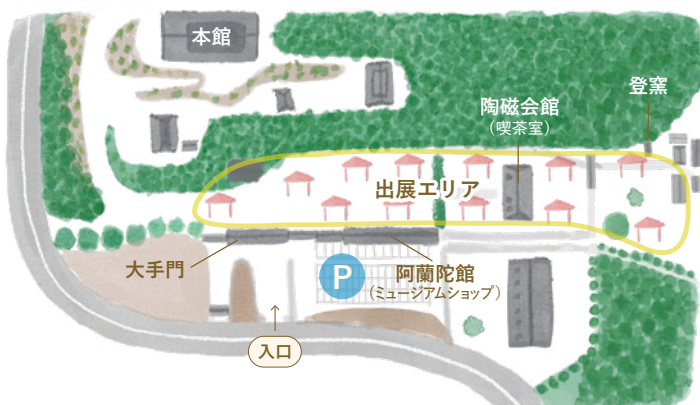 本館
登窯
陶磁会館
（喫茶室）
出展エリア
大手門
P
阿蘭陀館
（ミュージアムショップ）
入口